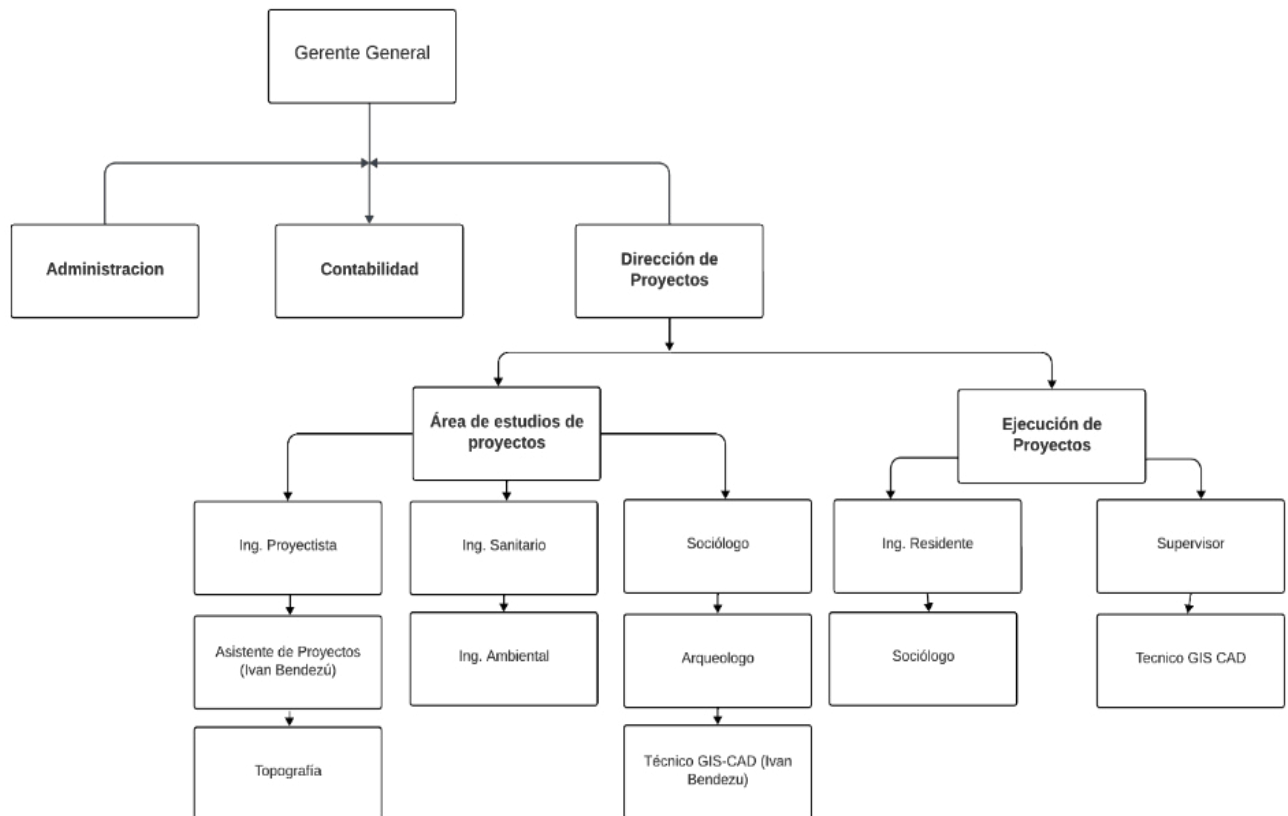 Gerente General
Administracion
Contabilidad
Dirección de
Proyectos
Área de estudios de
proyectos
Ejecución de
Proyectos
Ing. Proyectista
Ing. Sanitario
Sociólogo
Ing. Residente
Supervisor
Asistente de Proyectos
(Ivan Bendezú)
Ing. Ambiental
Arqueologo
Sociólogo
Tecnico GIS CAD
Topografía
Técnico GIS-CAD (Ivan
Bendezu)